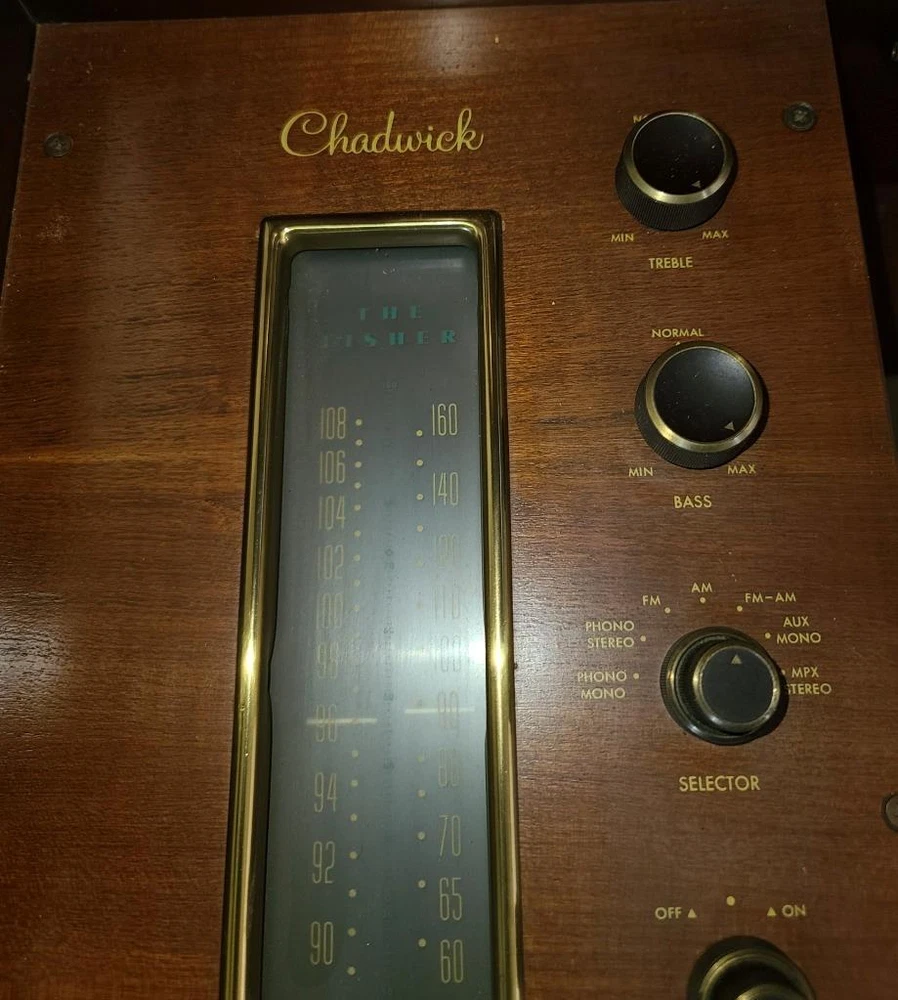 Chadwick
MIN
MAX
TREBLE
THE
FISHER
108
160
106
140
104
102
120
100
110
98
100
96
90
94
80
92
70
90
65
60
NORMAL
MIN
MAX
BASS
AM
FM
FM-AM
PHONO
STEREO
AUX
MONO
PHONO
MONO
MPX
STEREO
SELECTOR
OFF
ON